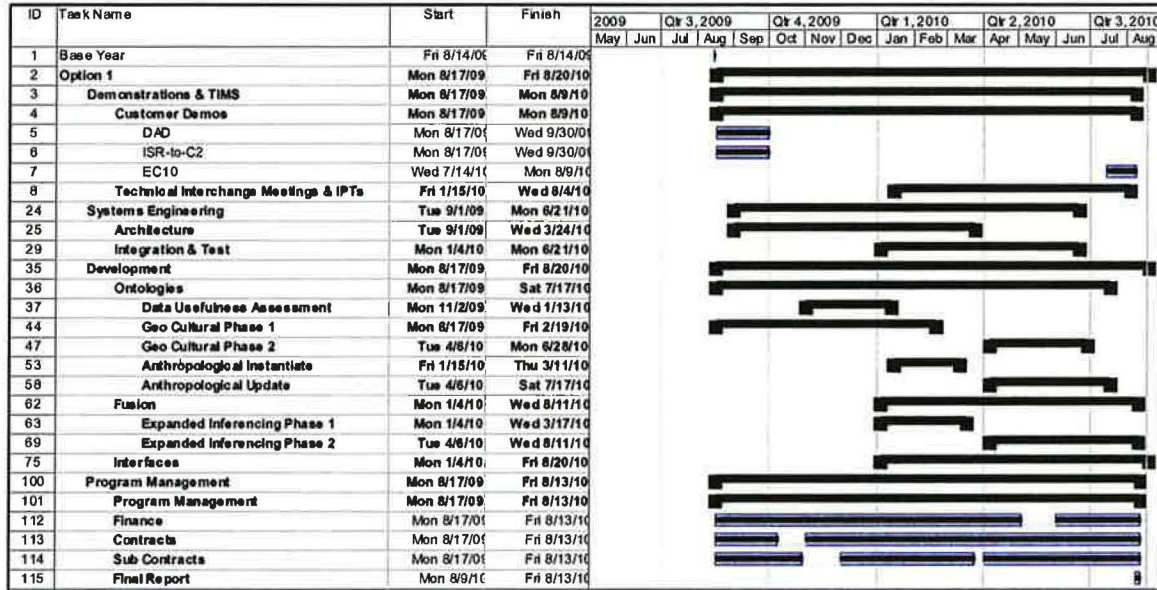 ID Task Name Start Finish 2009 Qtr 3, 2009 Qtr 4, 2009 Qtr 1, 2010 Qtr 2, 2010 Qtr 3, 2010
May Jun Jul Aug Sep Oct Nov Dec Jan Feb Mar Apr May Jun Jul Aug
1 Base Year Fri 8/14/09 Fri 8/14/09
2 Option 1 Mon 8/17/09 Fri 8/20/10
3 Demonstrations & TIMS Mon 8/17/09 Mon 8/9/10
4 Customer Demos Mon 8/17/09 Mon 8/9/10
5 DAD Mon 8/17/09 Wed 9/30/09
6 ISR-to-C2 Mon 8/17/09 Wed 9/30/09
7 EC10 Wed 7/14/10 Mon 8/9/10
8 Technical Interchange Meetings & IPTs Fri 1/15/10 Wed 8/4/10
24 Systems Engineering Tue 9/1/09 Mon 6/21/10
25 Architecture Tue 9/1/09 Wed 3/24/10
29 Integration & Test Mon 1/4/10 Mon 6/21/10
35 Development Mon 8/17/09 Fri 8/20/10
36 Ontologies Mon 8/17/09 Sat 7/17/10
37 Data Usefulness Assessment Mon 11/2/09 Wed 1/13/10
44 Geo Cultural Phase 1 Mon 8/17/09 Fri 2/19/10
47 Geo Cultural Phase 2 Tue 4/6/10 Mon 6/28/10
53 Anthropological Instantiate Fri 1/15/10 Thu 3/11/10
58 Anthropological Update Tue 4/6/10 Sat 7/17/10
62 Fusion Mon 1/4/10 Wed 8/11/10
63 Expanded Inferencing Phase 1 Mon 1/4/10 Wed 3/17/10
69 Expanded Inferencing Phase 2 Tue 4/6/10 Wed 8/11/10
75 Interfaces Mon 1/4/10 Fri 8/20/10
100 Program Management Mon 8/17/09 Fri 8/13/10
101 Program Management Mon 8/17/09 Fri 8/13/10
112 Finance Mon 8/17/09 Fri 8/13/10
113 Contracts Mon 8/17/09 Fri 8/13/10
114 Sub Contracts Mon 8/17/09 Fri 8/13/10
115 Final Report Mon 8/9/10 Fri 8/13/10